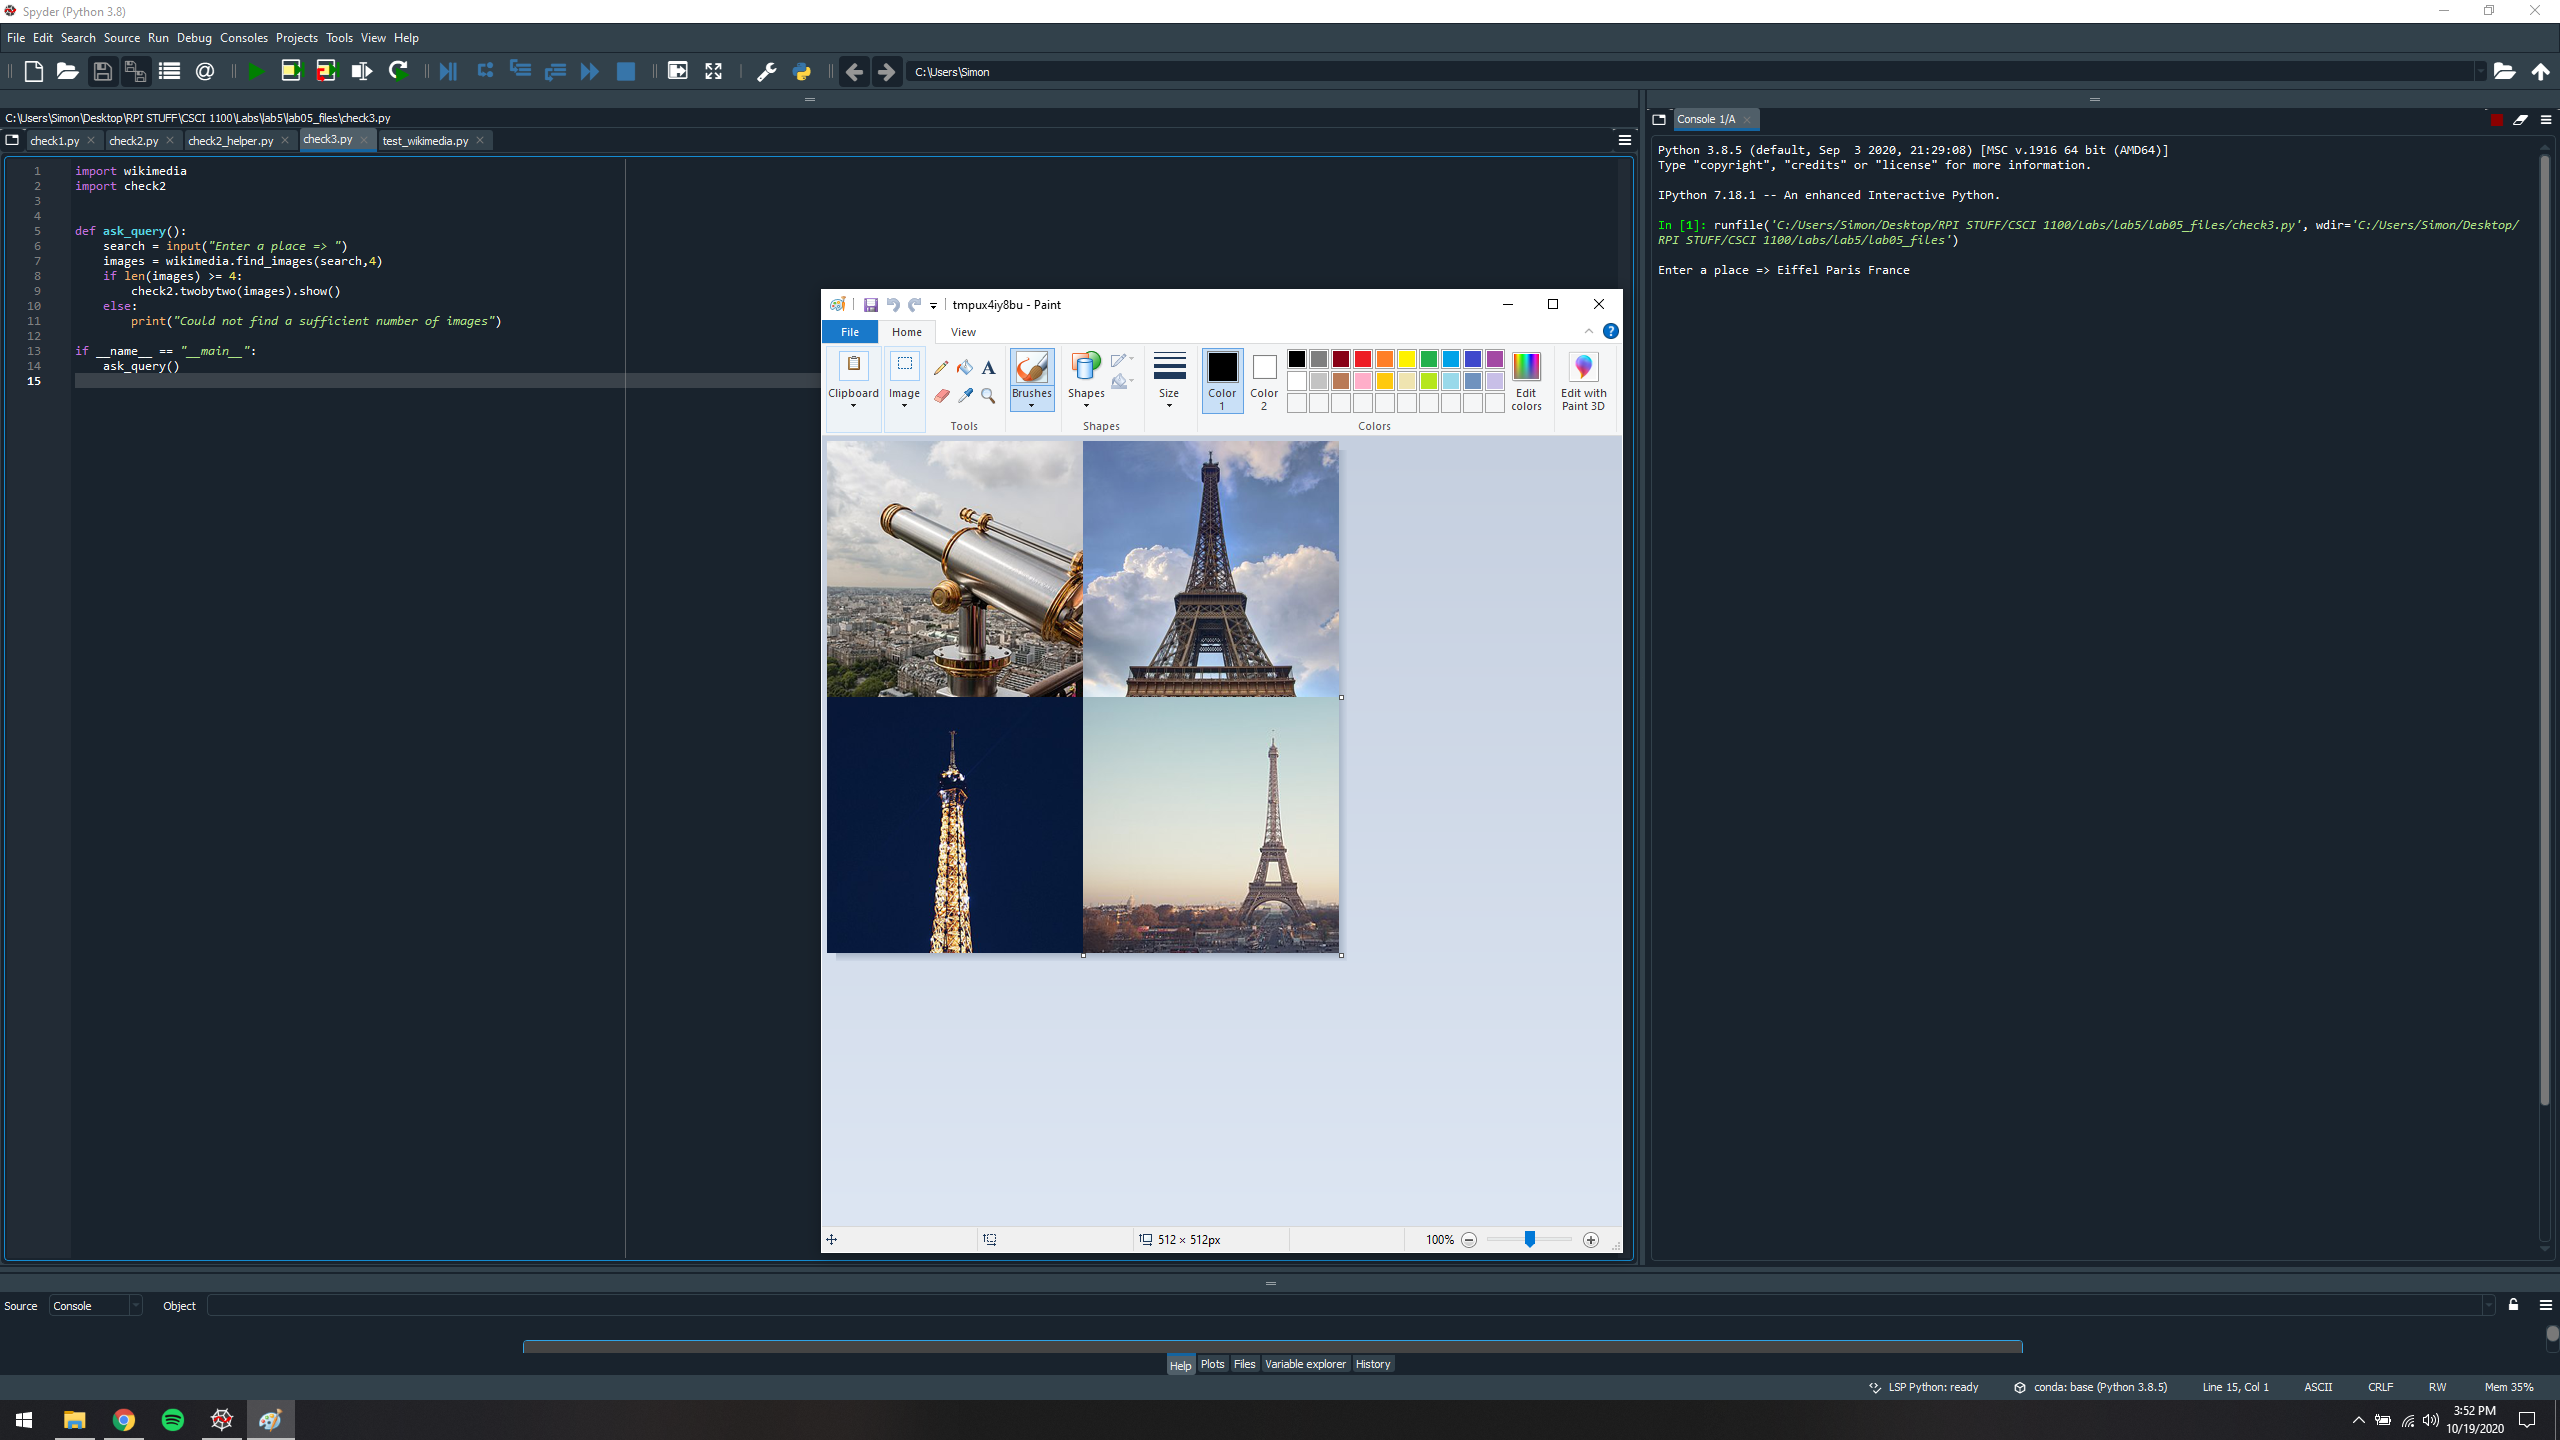 Spyder (Python 3.8)
File Edit Search Source Run Debug Consoles Projects Tools View Help
C:\Users\Simon
C:\Users\Simon\Desktop\RPI STUFF\CSCI 1100\Labs\lab5\lab05_files\check3.py
check1.py check2.py check2_helper.py check3.py test_wikimedia.py
1 import wikimedia
2 import check2
3
4
5 def ask_query():
6 search = input("Enter a place => ")
7 images = wikimedia.find_images(search,4)
8 if len(images) >= 4:
9 check2.twobytwo(images).show()
10 else:
11 print("Could not find a sufficient number of images")
12
13 if __name__ == "__main__":
14 ask_query()
15
tmpux4iy8bu - Paint
File Home View
Clipboard Image Brushes Shapes Size Color 1 Color 2 Edit colors Edit with Paint 3D
Tools Shapes Colors
512 × 512px 100%
Console 1/A
Python 3.8.5 (default, Sep  3 2020, 21:29:08) [MSC v.1916 64 bit (AMD64)]
Type "copyright", "credits" or "license" for more information.
IPython 7.18.1 -- An enhanced Interactive Python.
In [1]: runfile('C:/Users/Simon/Desktop/RPI STUFF/CSCI 1100/Labs/lab5/lab05_files/check3.py', wdir='C:/Users/Simon/Desktop/
RPI STUFF/CSCI 1100/Labs/lab5/lab05_files')
Enter a place => Eiffel Paris France
Source Console Object
Help Plots Files Variable explorer History
LSP Python: ready conda: base (Python 3.8.5) Line 15, Col 1 ASCII CRLF RW Mem 35%
3:52 PM
10/19/2020